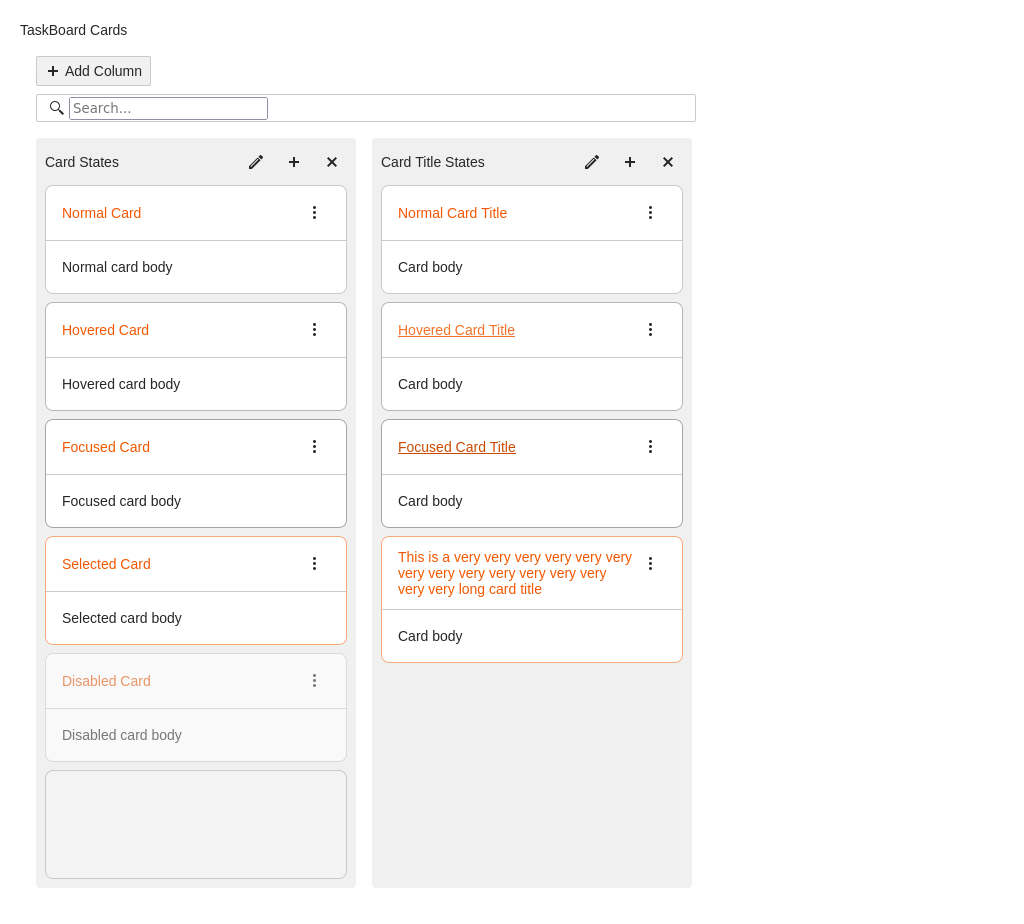 TaskBoard Cards
Add Column
Search...
Card States
Normal Card
Normal card body
Hovered Card
Hovered card body
Focused Card
Focused card body
Selected Card
Selected card body
Disabled Card
Disabled card body
Card Title States
Normal Card Title
Card body
Hovered Card Title
Card body
Focused Card Title
Card body
This is a very very very very very very
very very very very very very very
very very long card title
Card body